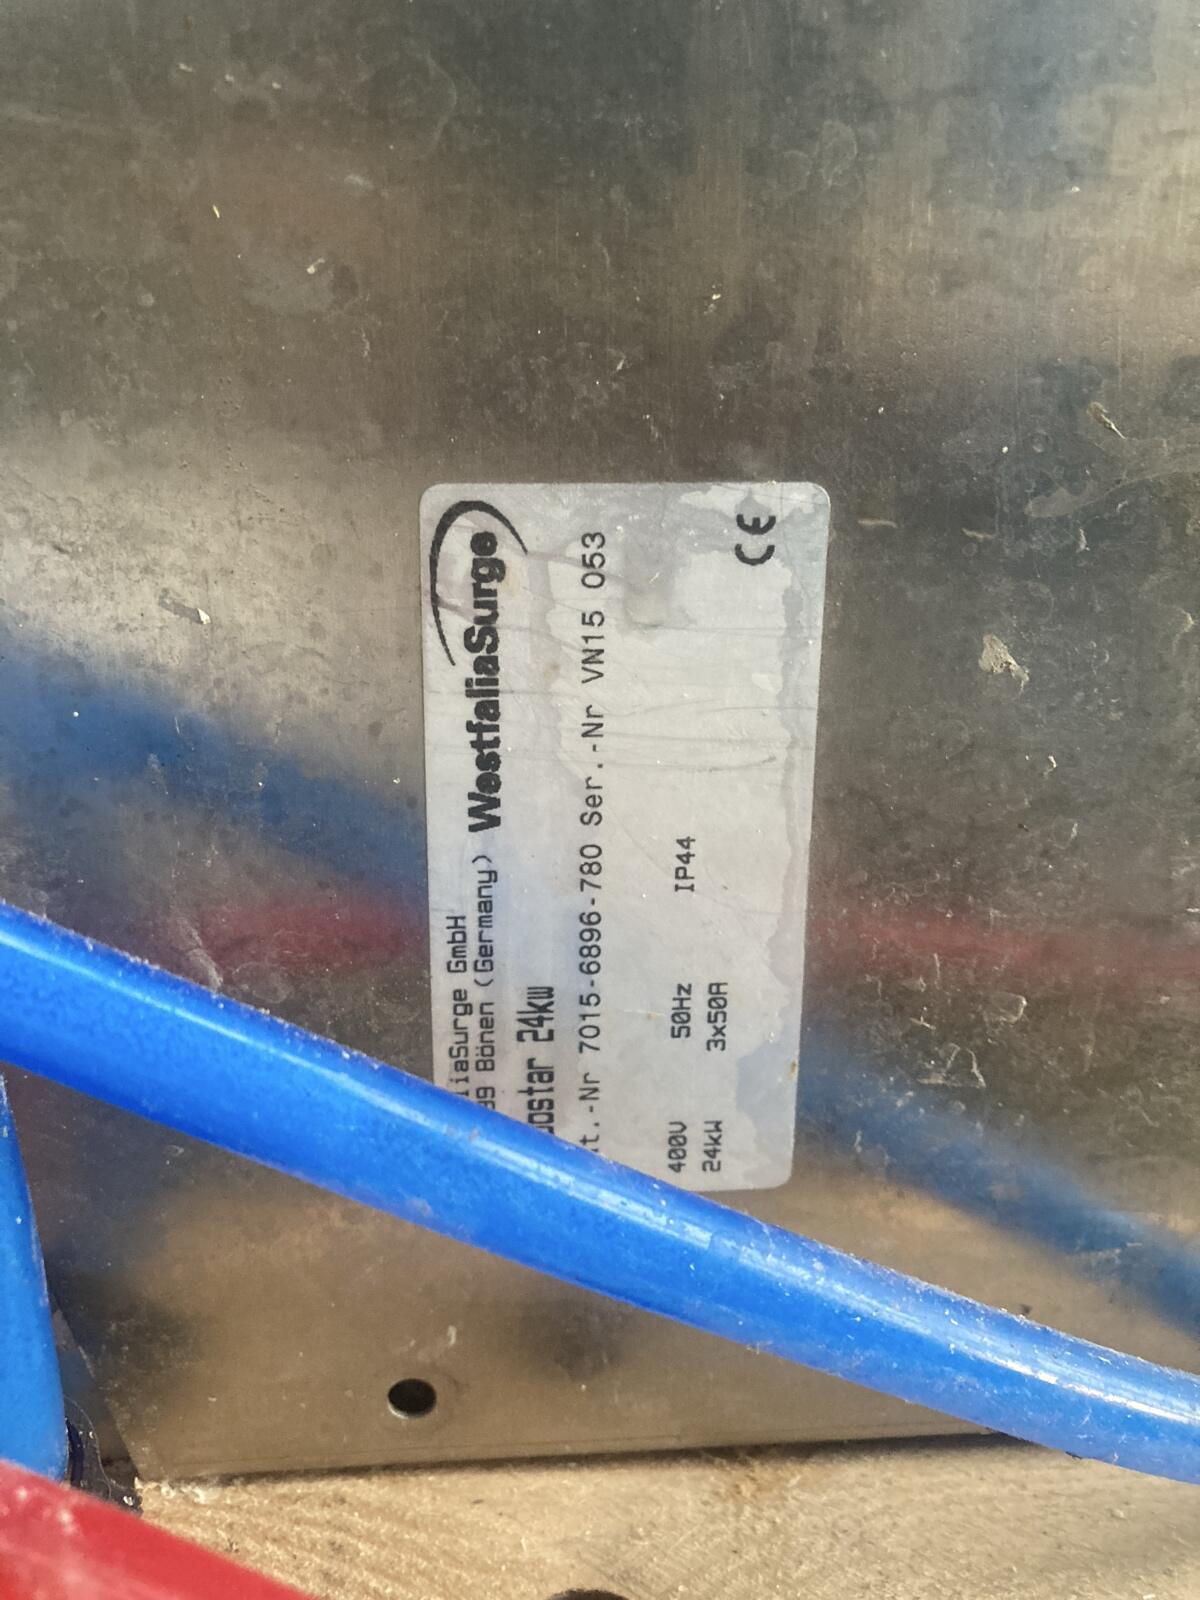 WestfaliaSurge
liaSurge GmbH
Bönen (Germany)
ostar 24kW
t.-Nr 7015-6896-780 Ser.-Nr VN15 053
400V 50Hz IP44
24kW 3x50A
CE